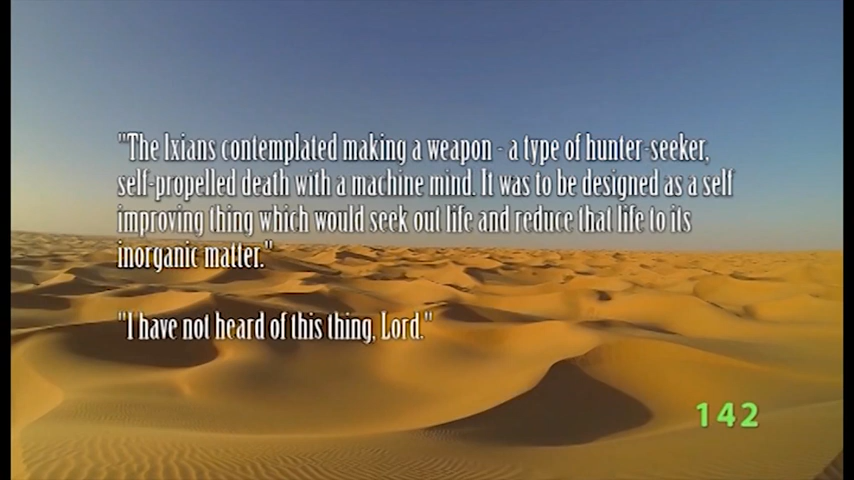 "The Ixians contemplated making a weapon - a type of hunter-seeker,
self-propelled death with a machine mind. It was to be designed as a self
improving thing which would seek out life and reduce that life to its
inorganic matter."
"I have not heard of this thing, Lord."
142